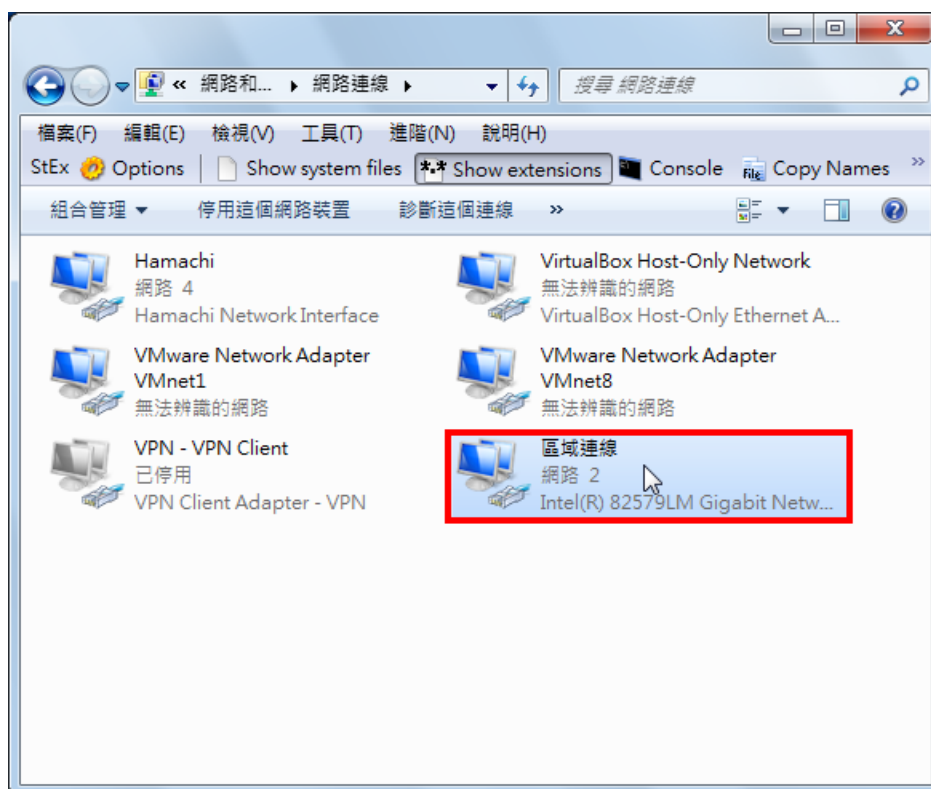 « 網路和... 網路連線
搜尋 網路連線
檔案(F) 編輯(E) 檢視(V) 工具(T) 進階(N) 說明(H)
StEx Options Show system files *.* Show extensions Console File Copy Names »
組合管理 停用這個網路裝置 診斷這個連線 »
Hamachi
網路 4
Hamachi Network Interface
VirtualBox Host-Only Network
無法辨識的網路
VirtualBox Host-Only Ethernet A...
VMware Network Adapter
VMnet1
無法辨識的網路
VMware Network Adapter
VMnet8
無法辨識的網路
VPN - VPN Client
已停用
VPN Client Adapter - VPN
區域連線
網路 2
Intel(R) 82579LM Gigabit Netw...